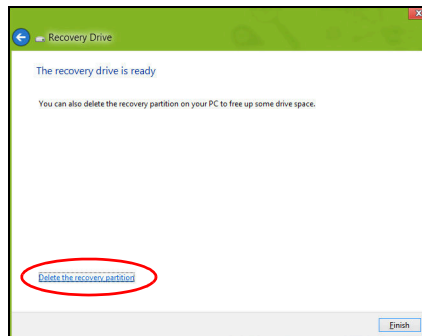 Recovery Drive
The recovery drive is ready
You can also delete the recovery partition on your PC to free up some drive space.
Delete the recovery partition
Finish